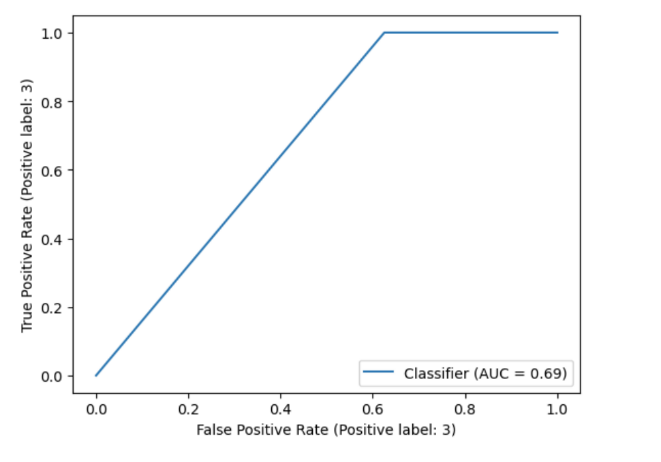 1.0
0.8
0.6
0.4
0.2
0.0
True Positive Rate (Positive label: 3)
Classifier (AUC = 0.69)
0.0 0.2 0.4 0.6 0.8 1.0
False Positive Rate (Positive label: 3)